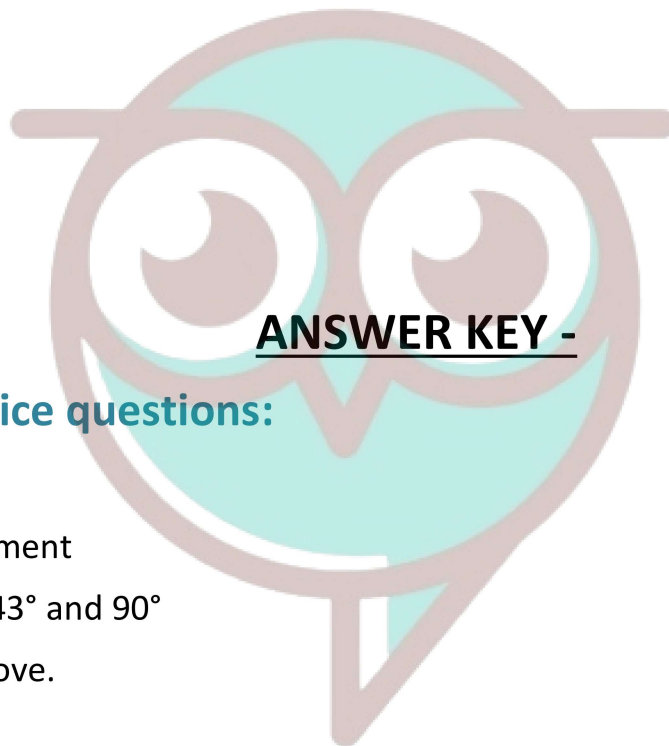 ANSWER KEY -
ice questions:
ment
43° and 90°
ove.